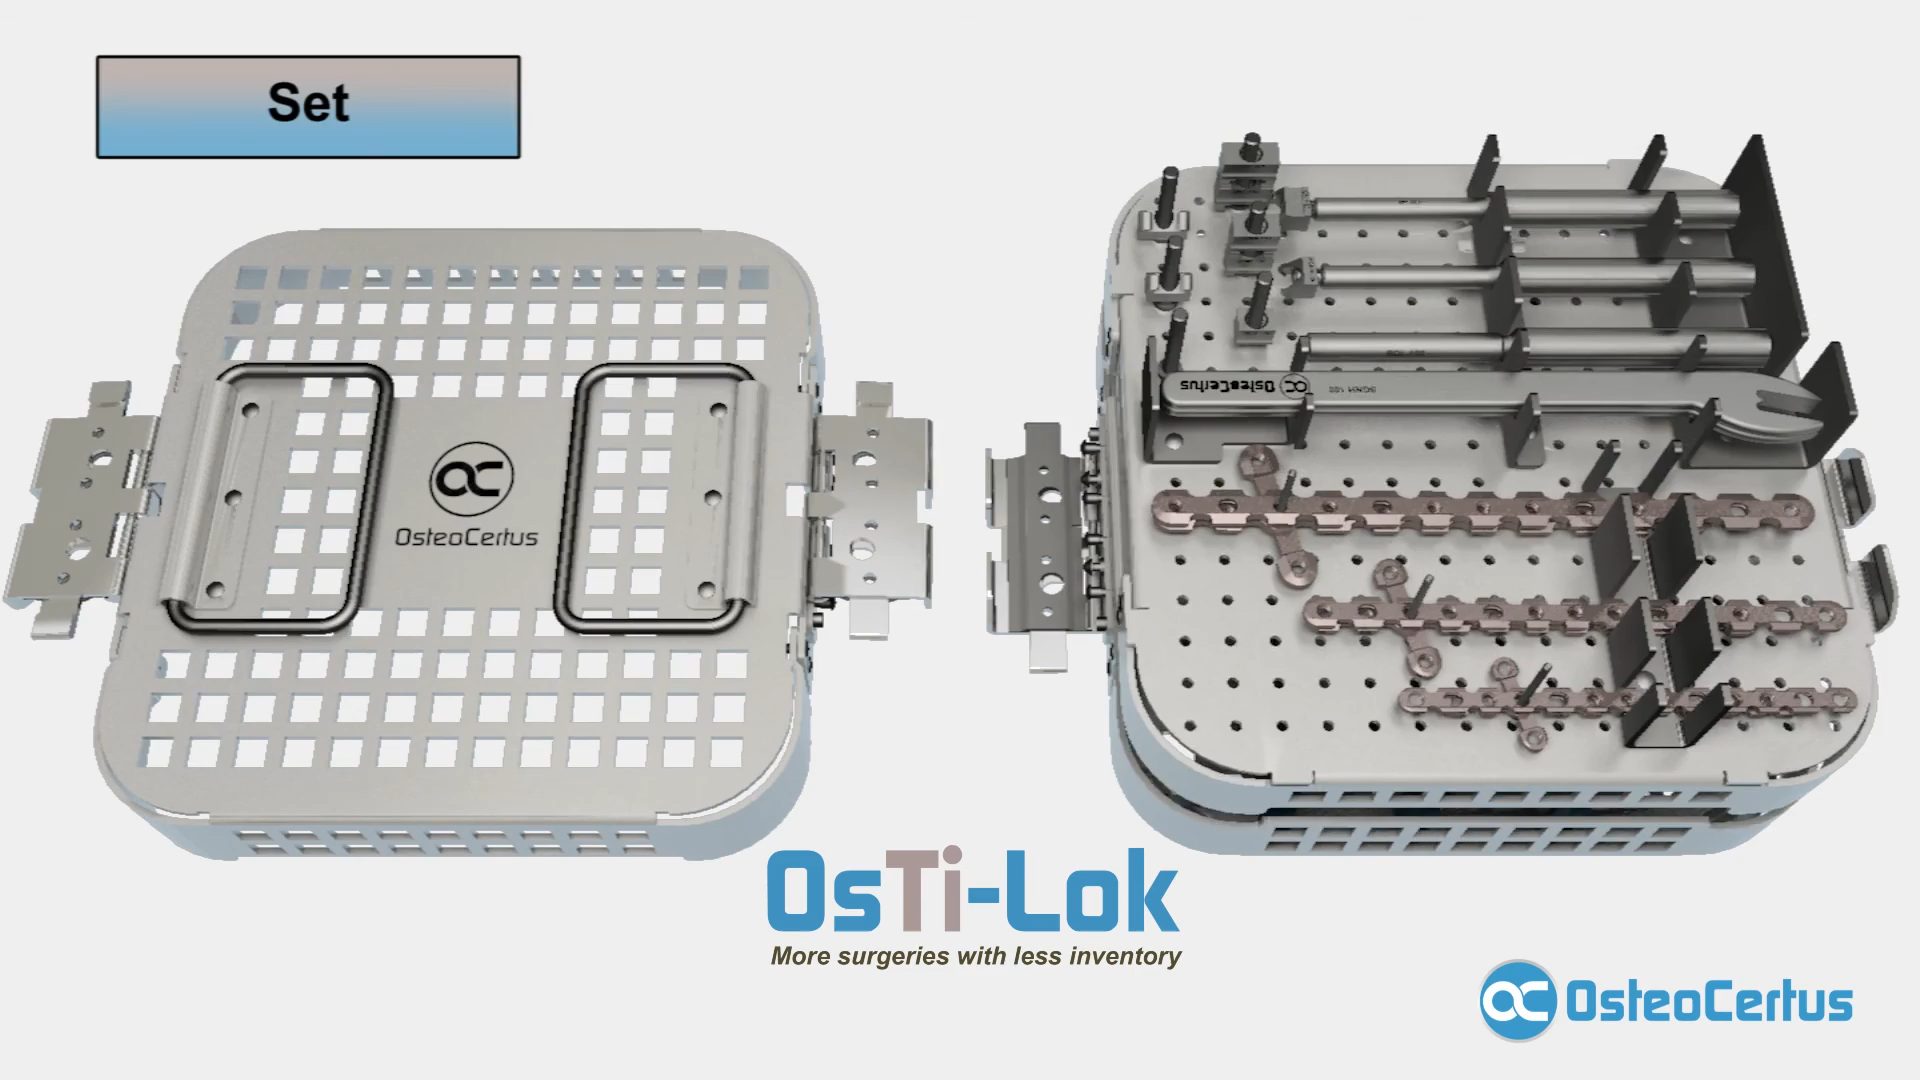 Set
OsteoCertus
OsteoCertus
OsTi-Lok
More surgeries with less inventory
OsteoCertus